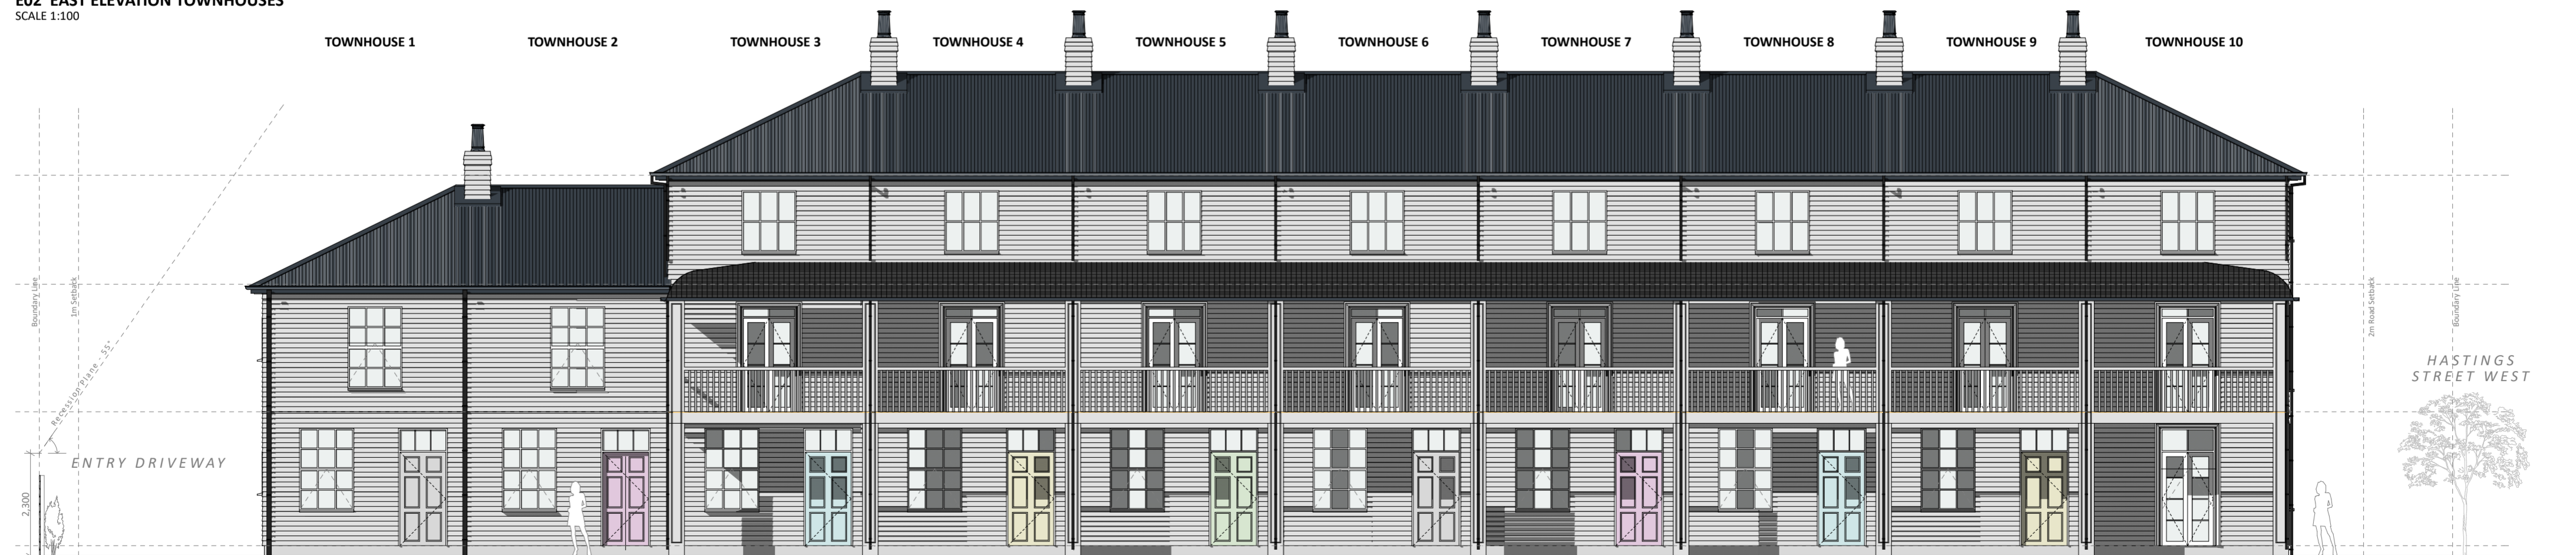 E02 EAST ELEVATION TOWNHOUSES
SCALE 1:100
TOWNHOUSE 1
TOWNHOUSE 2
TOWNHOUSE 3
TOWNHOUSE 4
TOWNHOUSE 5
TOWNHOUSE 6
TOWNHOUSE 7
TOWNHOUSE 8
TOWNHOUSE 9
TOWNHOUSE 10
Boundary Line
1m Setback
Recession Plane - 55°
ENTRY DRIVEWAY
2,300
2m Road Setback
Boundary Line
HASTINGS
STREET WEST